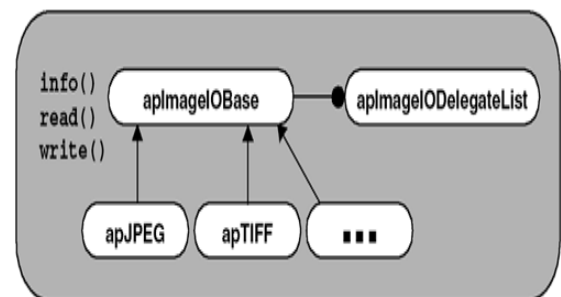 info()
read()
write()
apImageIOBase
apImageIODelegateList
apJPEG
apTIFF
...